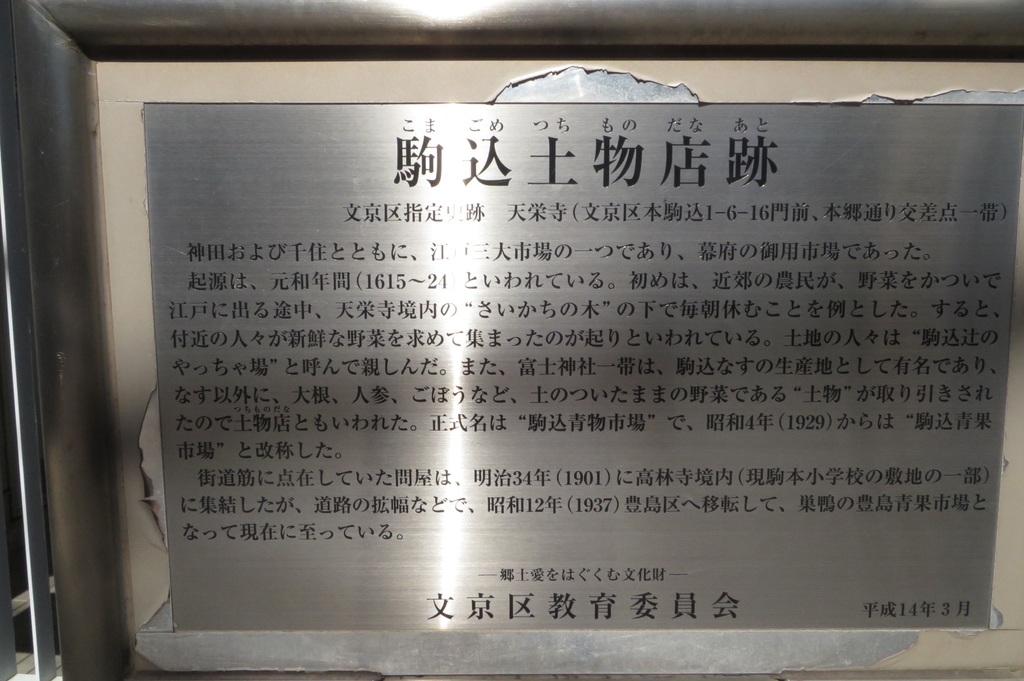 こま ごめ つち もの だな あと
駒込土物店跡
文京区指定史跡 天栄寺(文京区本駒込1-6-16門前、本郷通り交差点一帯)
神田および千住とともに、江戸三大市場の一つであり、幕府の御用市場であった。
起源は、元和年間(1615〜24)といわれている。初めは、近郊の農民が、野菜をかついで
江戸に出る途中、天栄寺境内の“さいかちの木”の下で毎朝休むことを例とした。すると、
付近の人々が新鮮な野菜を求めて集まったのが起りといわれている。土地の人々は“駒込辻の
やっちゃ場”と呼んで親しんだ。また、富士神社一帯は、駒込なすの生産地として有名であり、
なす以外に、大根、人参、ごぼうなど、土のついたままの野菜である“土物”が取り引きされ
つちものだな
たので土物店ともいわれた。正式名は“駒込青物市場”で、昭和4年(1929)からは“駒込青果
市場”と改称した。
街道筋に点在していた問屋は、明治34年(1901)に高林寺境内(現駒本小学校の敷地の一部)
に集結したが、道路の拡幅などで、昭和12年(1937)豊島区へ移転して、巣鴨の豊島青果市場と
なって現在に至っている。
―郷土愛をはぐくむ文化財―
文京区教育委員会 平成14年3月